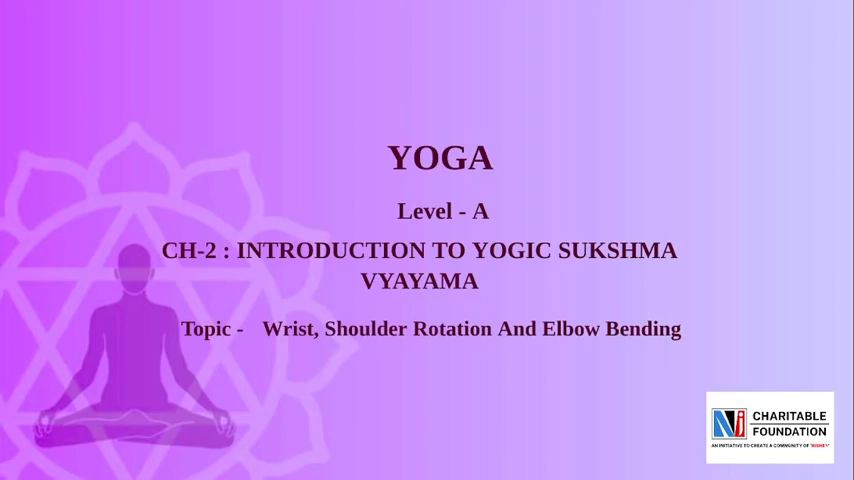 YOGA
Level - A
CH-2 : INTRODUCTION TO YOGIC SUKSHMA
VYAYAMA
Topic - Wrist, Shoulder Rotation And Elbow Bending
Ni CHARITABLE
FOUNDATION
AN INITIATIVE TO CREATE A COMMUNITY OF